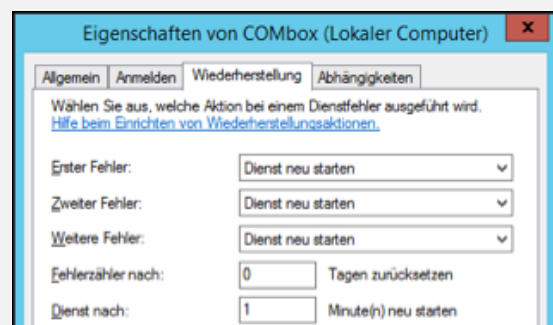 Eigenschaften von COMbox (Lokaler Computer) x
Allgemein Anmelden Wiederherstellung Abhängigkeiten
Wählen Sie aus, welche Aktion bei einem Dienstfehler ausgeführt wird.
Hilfe beim Einrichten von Wiederherstellungsaktionen.
Erster Fehler: Dienst neu starten
Zweiter Fehler: Dienst neu starten
Weitere Fehler: Dienst neu starten
Fehlerzähler nach: 0 Tagen zurücksetzen
Dienst nach: 1 Minute(n) neu starten